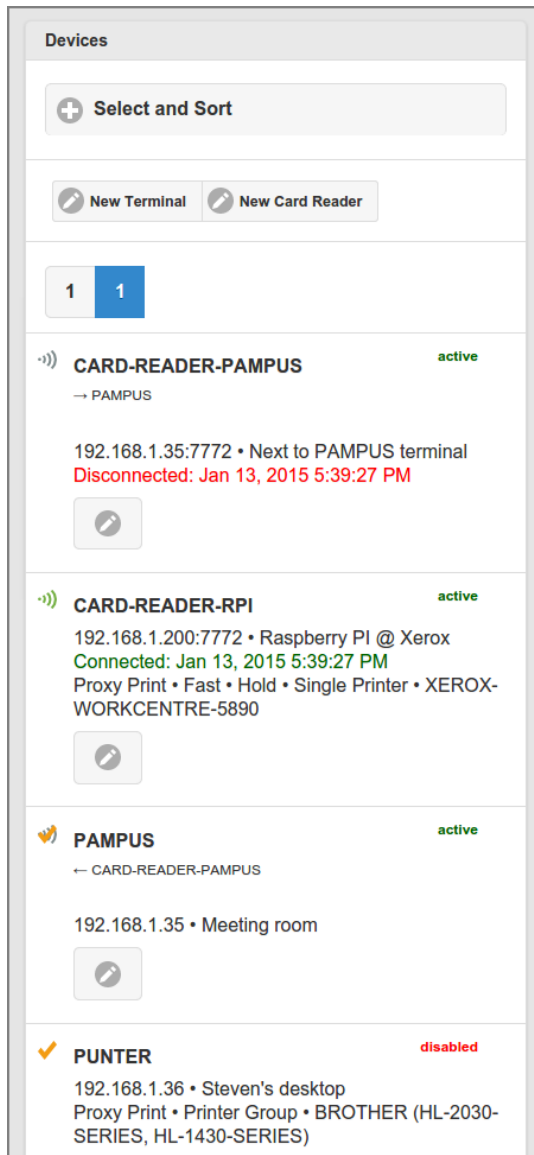 Devices
Select and Sort
New Terminal New Card Reader
1 1
CARD-READER-PAMPUS active
→ PAMPUS
192.168.1.35:7772 • Next to PAMPUS terminal
Disconnected: Jan 13, 2015 5:39:27 PM
CARD-READER-RPI active
192.168.1.200:7772 • Raspberry PI @ Xerox
Connected: Jan 13, 2015 5:39:27 PM
Proxy Print • Fast • Hold • Single Printer • XEROX-
WORKCENTRE-5890
PAMPUS active
← CARD-READER-PAMPUS
192.168.1.35 • Meeting room
PUNTER disabled
192.168.1.36 • Steven's desktop
Proxy Print • Printer Group • BROTHER (HL-2030-
SERIES, HL-1430-SERIES)